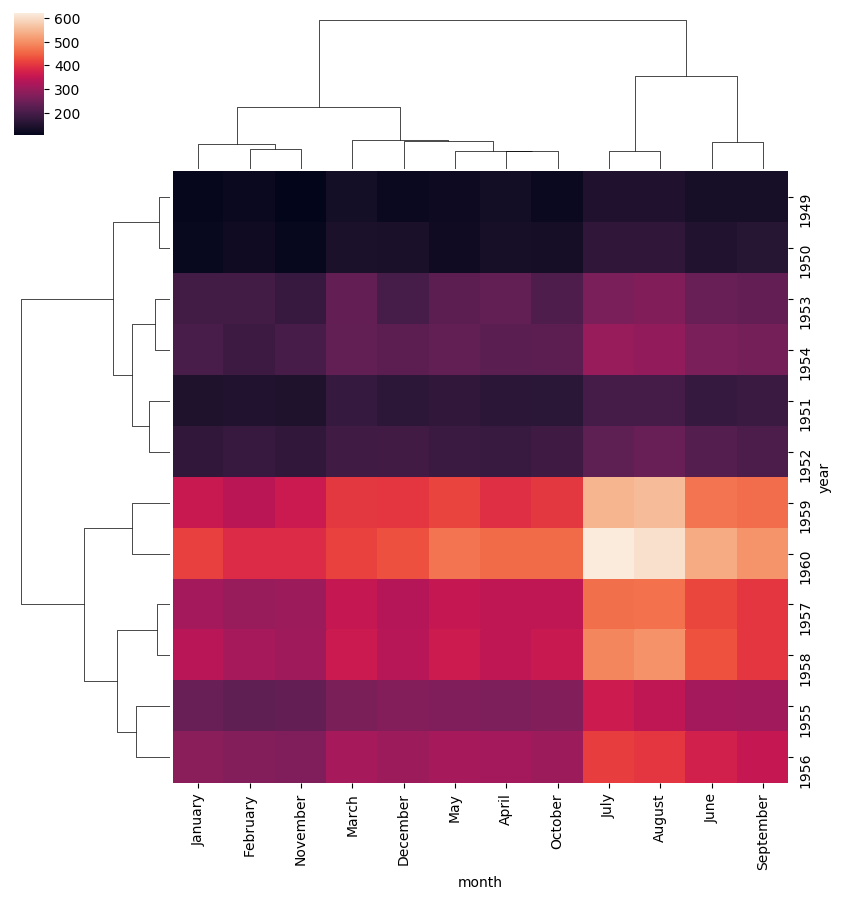 600
500
400
300
200
1949
1950
1953
1954
1951
1952
1959
1960
1957
1958
1955
1956
year
January
February
November
March
December
May
April
October
July
August
June
September
month